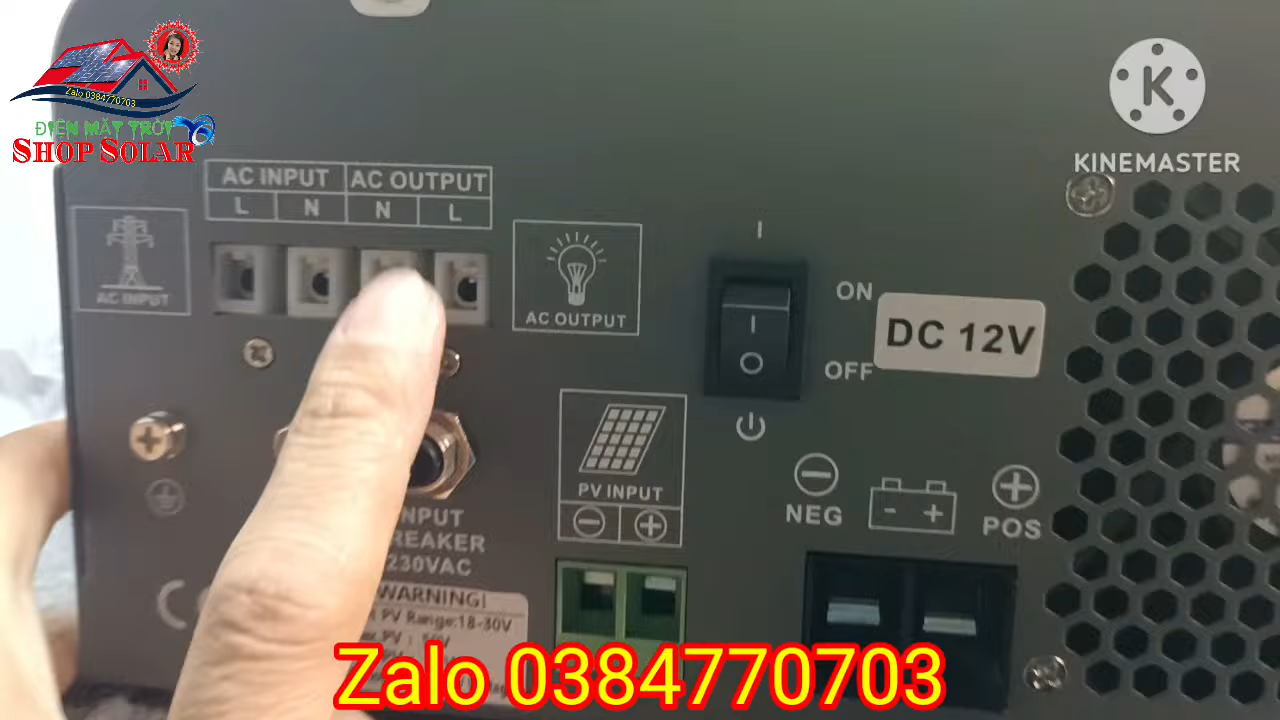 Zalo 0384770703
ĐIỆN MẶT TRỜI
SHOP SOLAR
K
KINEMASTER
AC INPUT AC OUTPUT
L N N L
AC INPUT
AC OUTPUT
I
ON
I
O
OFF
DC 12V
PV INPUT
- +
NEG
- +
POS
INPUT
BREAKER
230VAC
WARNING!
PV Range:18-30V
PV :
Zalo 0384770703